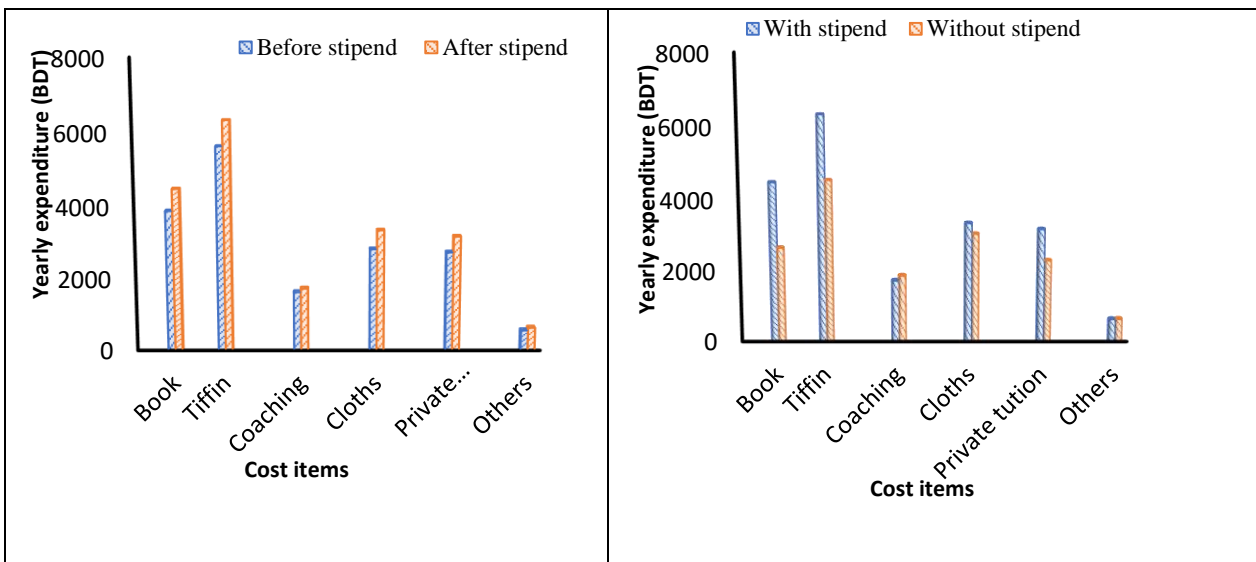 Before stipend After stipend
8000
6000
4000
2000
0
Yearly expenditure (BDT)
Book Tiffin Coaching Cloths Private... Others
Cost items
With stipend Without stipend
8000
6000
4000
2000
0
Yearly expenditure (BDT)
Book Tiffin Coaching Cloths Private tution Others
Cost items